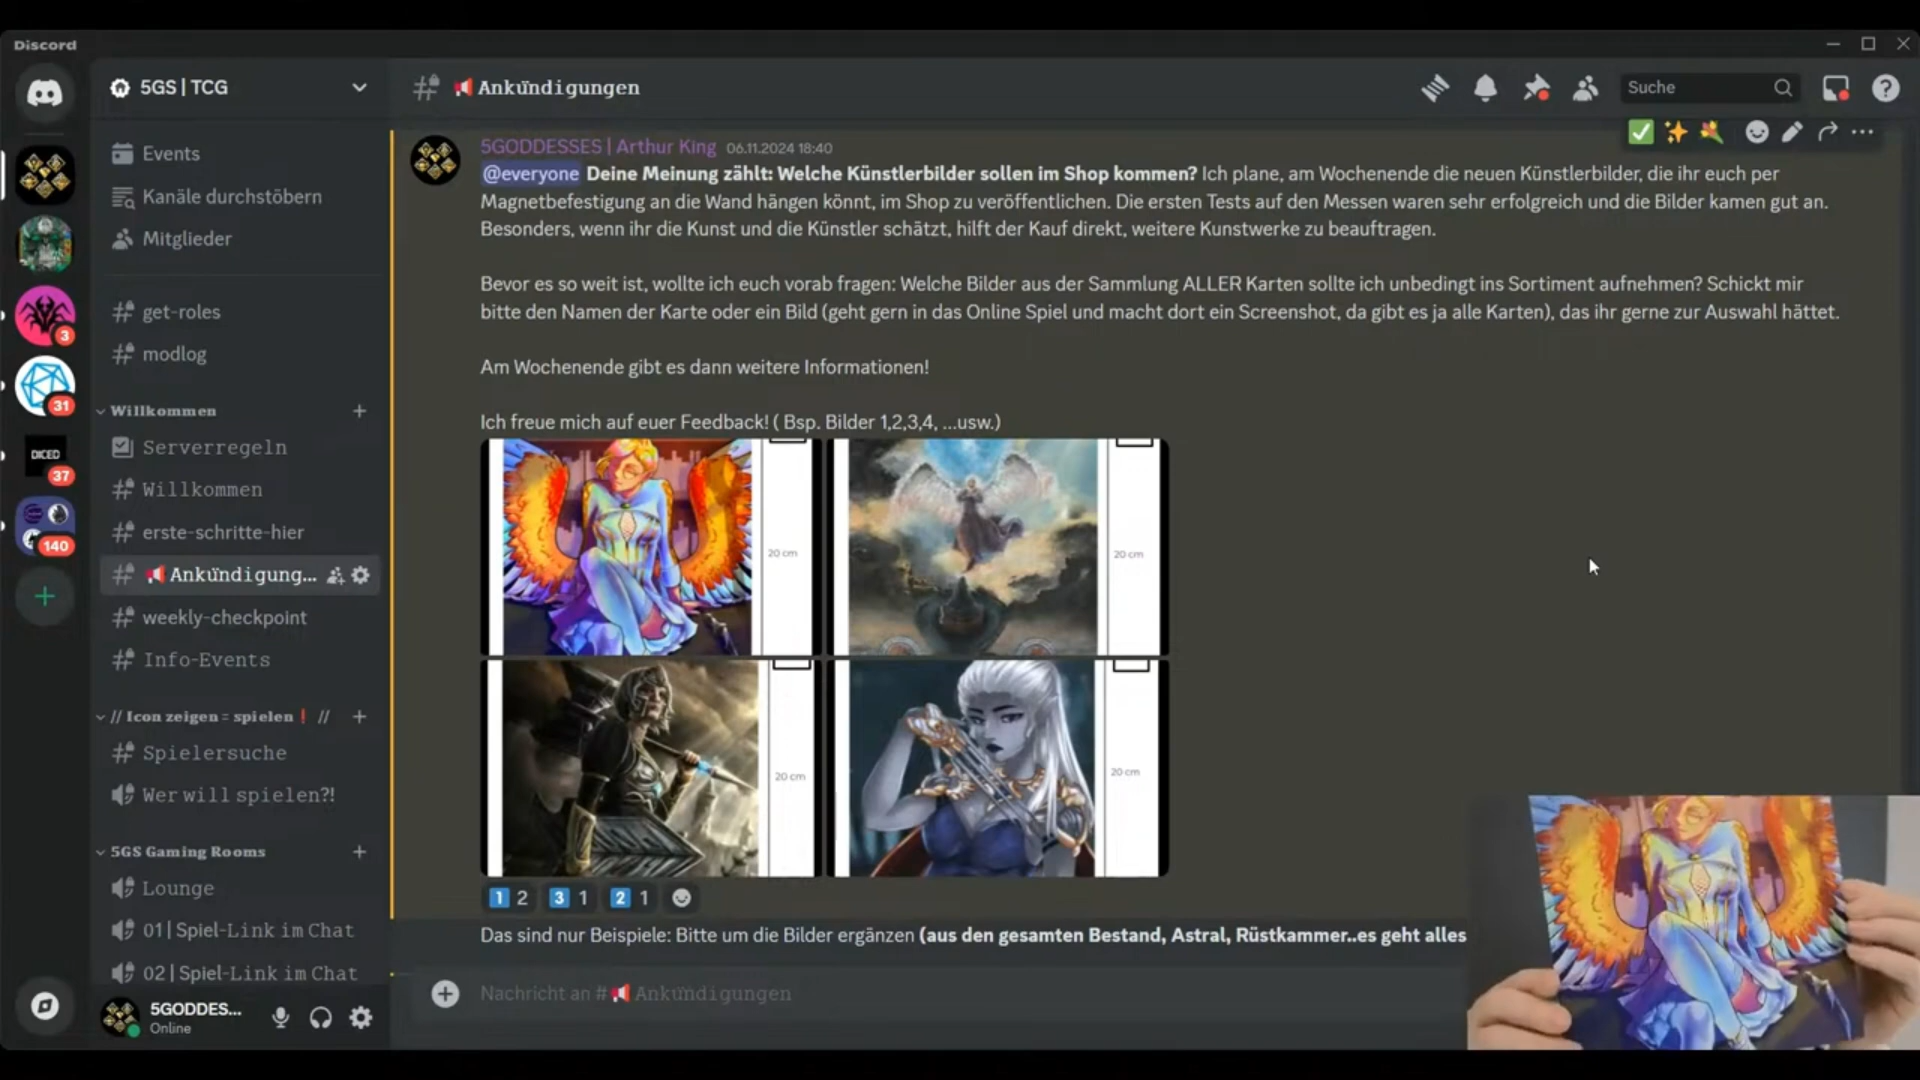 Discord
5GS | TCG
Events
Kanäle durchstöbern
Mitglieder
get-roles
modlog
Willkommen
Serverregeln
Willkommen
erste-schritte-hier
Ankündigung...
weekly-checkpoint
Info-Events
// Icon zeigen = spielen❗ //
Spielersuche
Wer will spielen?!
5GS Gaming Rooms
Lounge
01 | Spiel-Link im Chat
02 | Spiel-Link im Chat
5GODDES...
Online
3
31
DICED
37
140
Ankündigungen
Suche
5GODDESSES | Arthur King 06.11.2024 18:40
@everyone Deine Meinung zählt: Welche Künstlerbilder sollen im Shop kommen? Ich plane, am Wochenende die neuen Künstlerbilder, die ihr euch per
Magnetbefestigung an die Wand hängen könnt, im Shop zu veröffentlichen. Die ersten Tests auf den Messen waren sehr erfolgreich und die Bilder kamen gut an.
Besonders, wenn ihr die Kunst und die Künstler schätzt, hilft der Kauf direkt, weitere Kunstwerke zu beauftragen.
Bevor es so weit ist, wollte ich euch vorab fragen: Welche Bilder aus der Sammlung ALLER Karten sollte ich unbedingt ins Sortiment aufnehmen? Schickt mir
bitte den Namen der Karte oder ein Bild (geht gern in das Online Spiel und macht dort ein Screenshot, da gibt es ja alle Karten), das ihr gerne zur Auswahl hättet.
Am Wochenende gibt es dann weitere Informationen!
Ich freue mich auf euer Feedback! ( Bsp. Bilder 1,2,3,4, ...usw.)
20 cm
20 cm
20 cm
20 cm
1 2 3 1 2 1
Das sind nur Beispiele: Bitte um die Bilder ergänzen (aus den gesamten Bestand, Astral, Rüstkammer..es geht alles
Nachricht an #📢 Ankündigungen